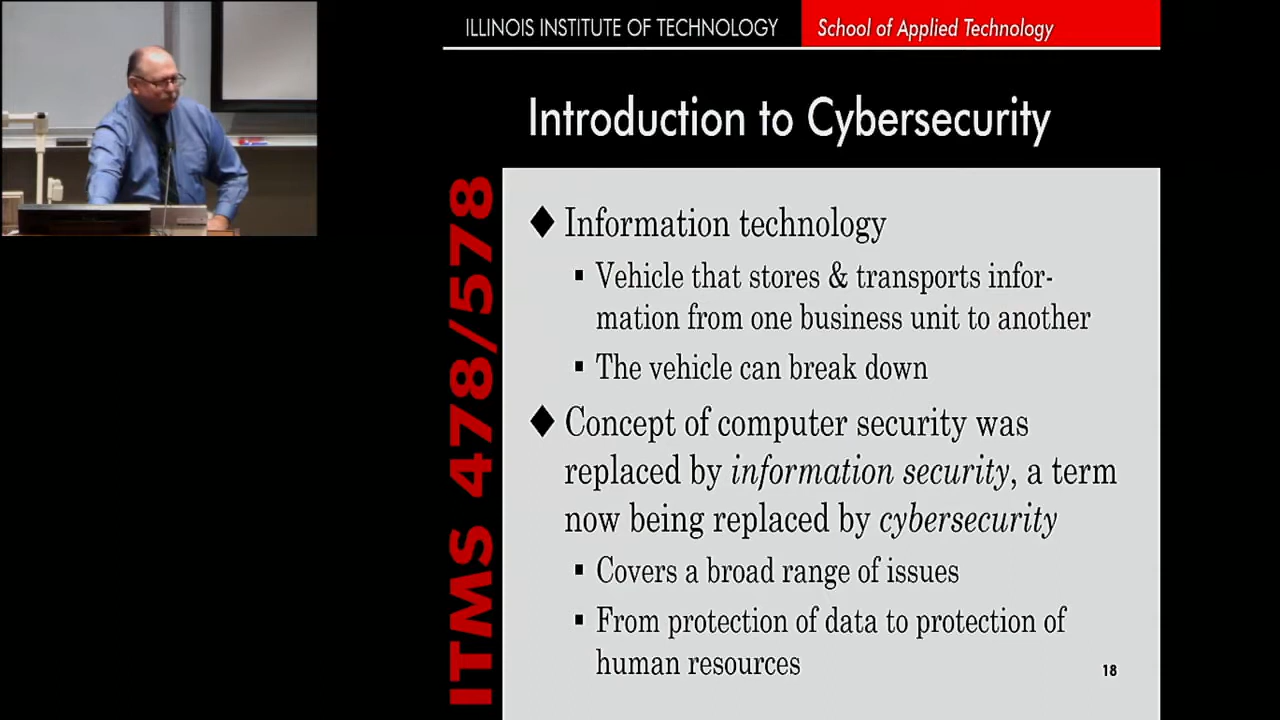 ILLINOIS INSTITUTE OF TECHNOLOGY School of Applied Technology
Introduction to Cybersecurity
ITMS 478/578
♦ Information technology
▪ Vehicle that stores & transports infor-
mation from one business unit to another
▪ The vehicle can break down
♦ Concept of computer security was
replaced by information security, a term
now being replaced by cybersecurity
▪ Covers a broad range of issues
▪ From protection of data to protection of
human resources
18